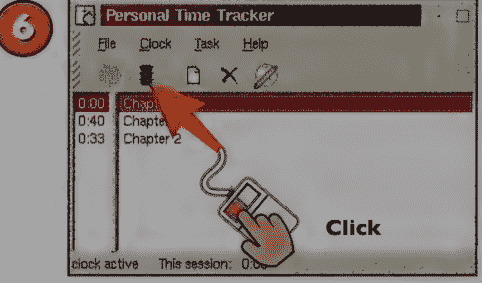 6
Personal Time Tracker
File Clock Task Help
0:00 Chapt
0:40 Chapte
0:33 Chapter 2
Click
clock active This session: